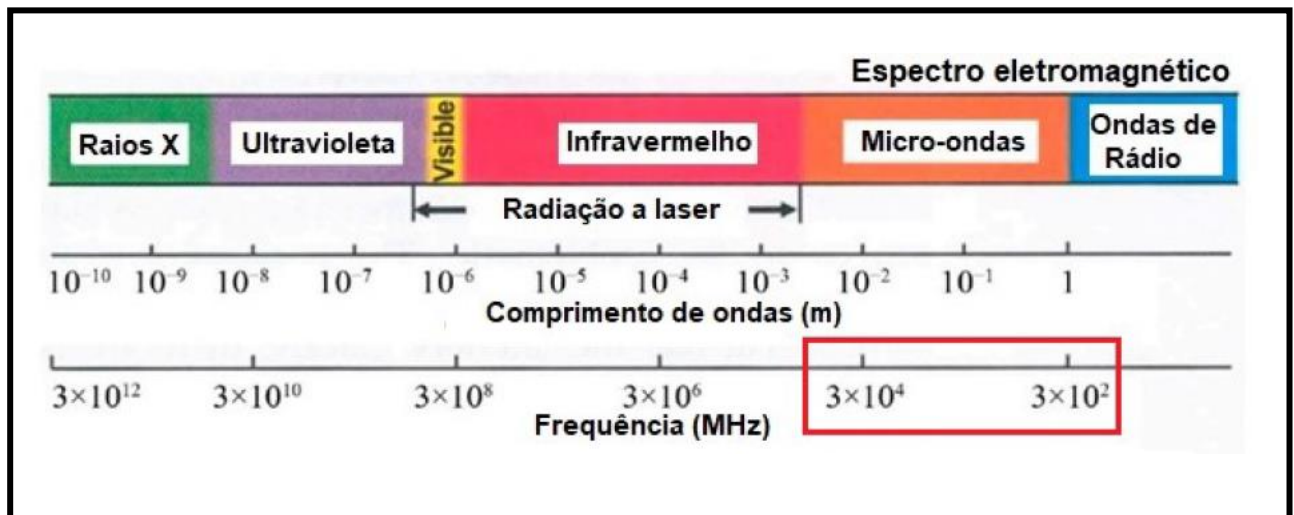 Espectro eletromagnético
Raios X Ultravioleta Visible Infravermelho Micro-ondas Ondas de
Rádio
Radiação a laser
10⁻¹⁰ 10⁻⁹ 10⁻⁸ 10⁻⁷ 10⁻⁶ 10⁻⁵ 10⁻⁴ 10⁻³ 10⁻² 10⁻¹ 1
Comprimento de ondas (m)
3×10¹² 3×10¹⁰ 3×10⁸ 3×10⁶ 3×10⁴ 3×10²
Frequência (MHz)